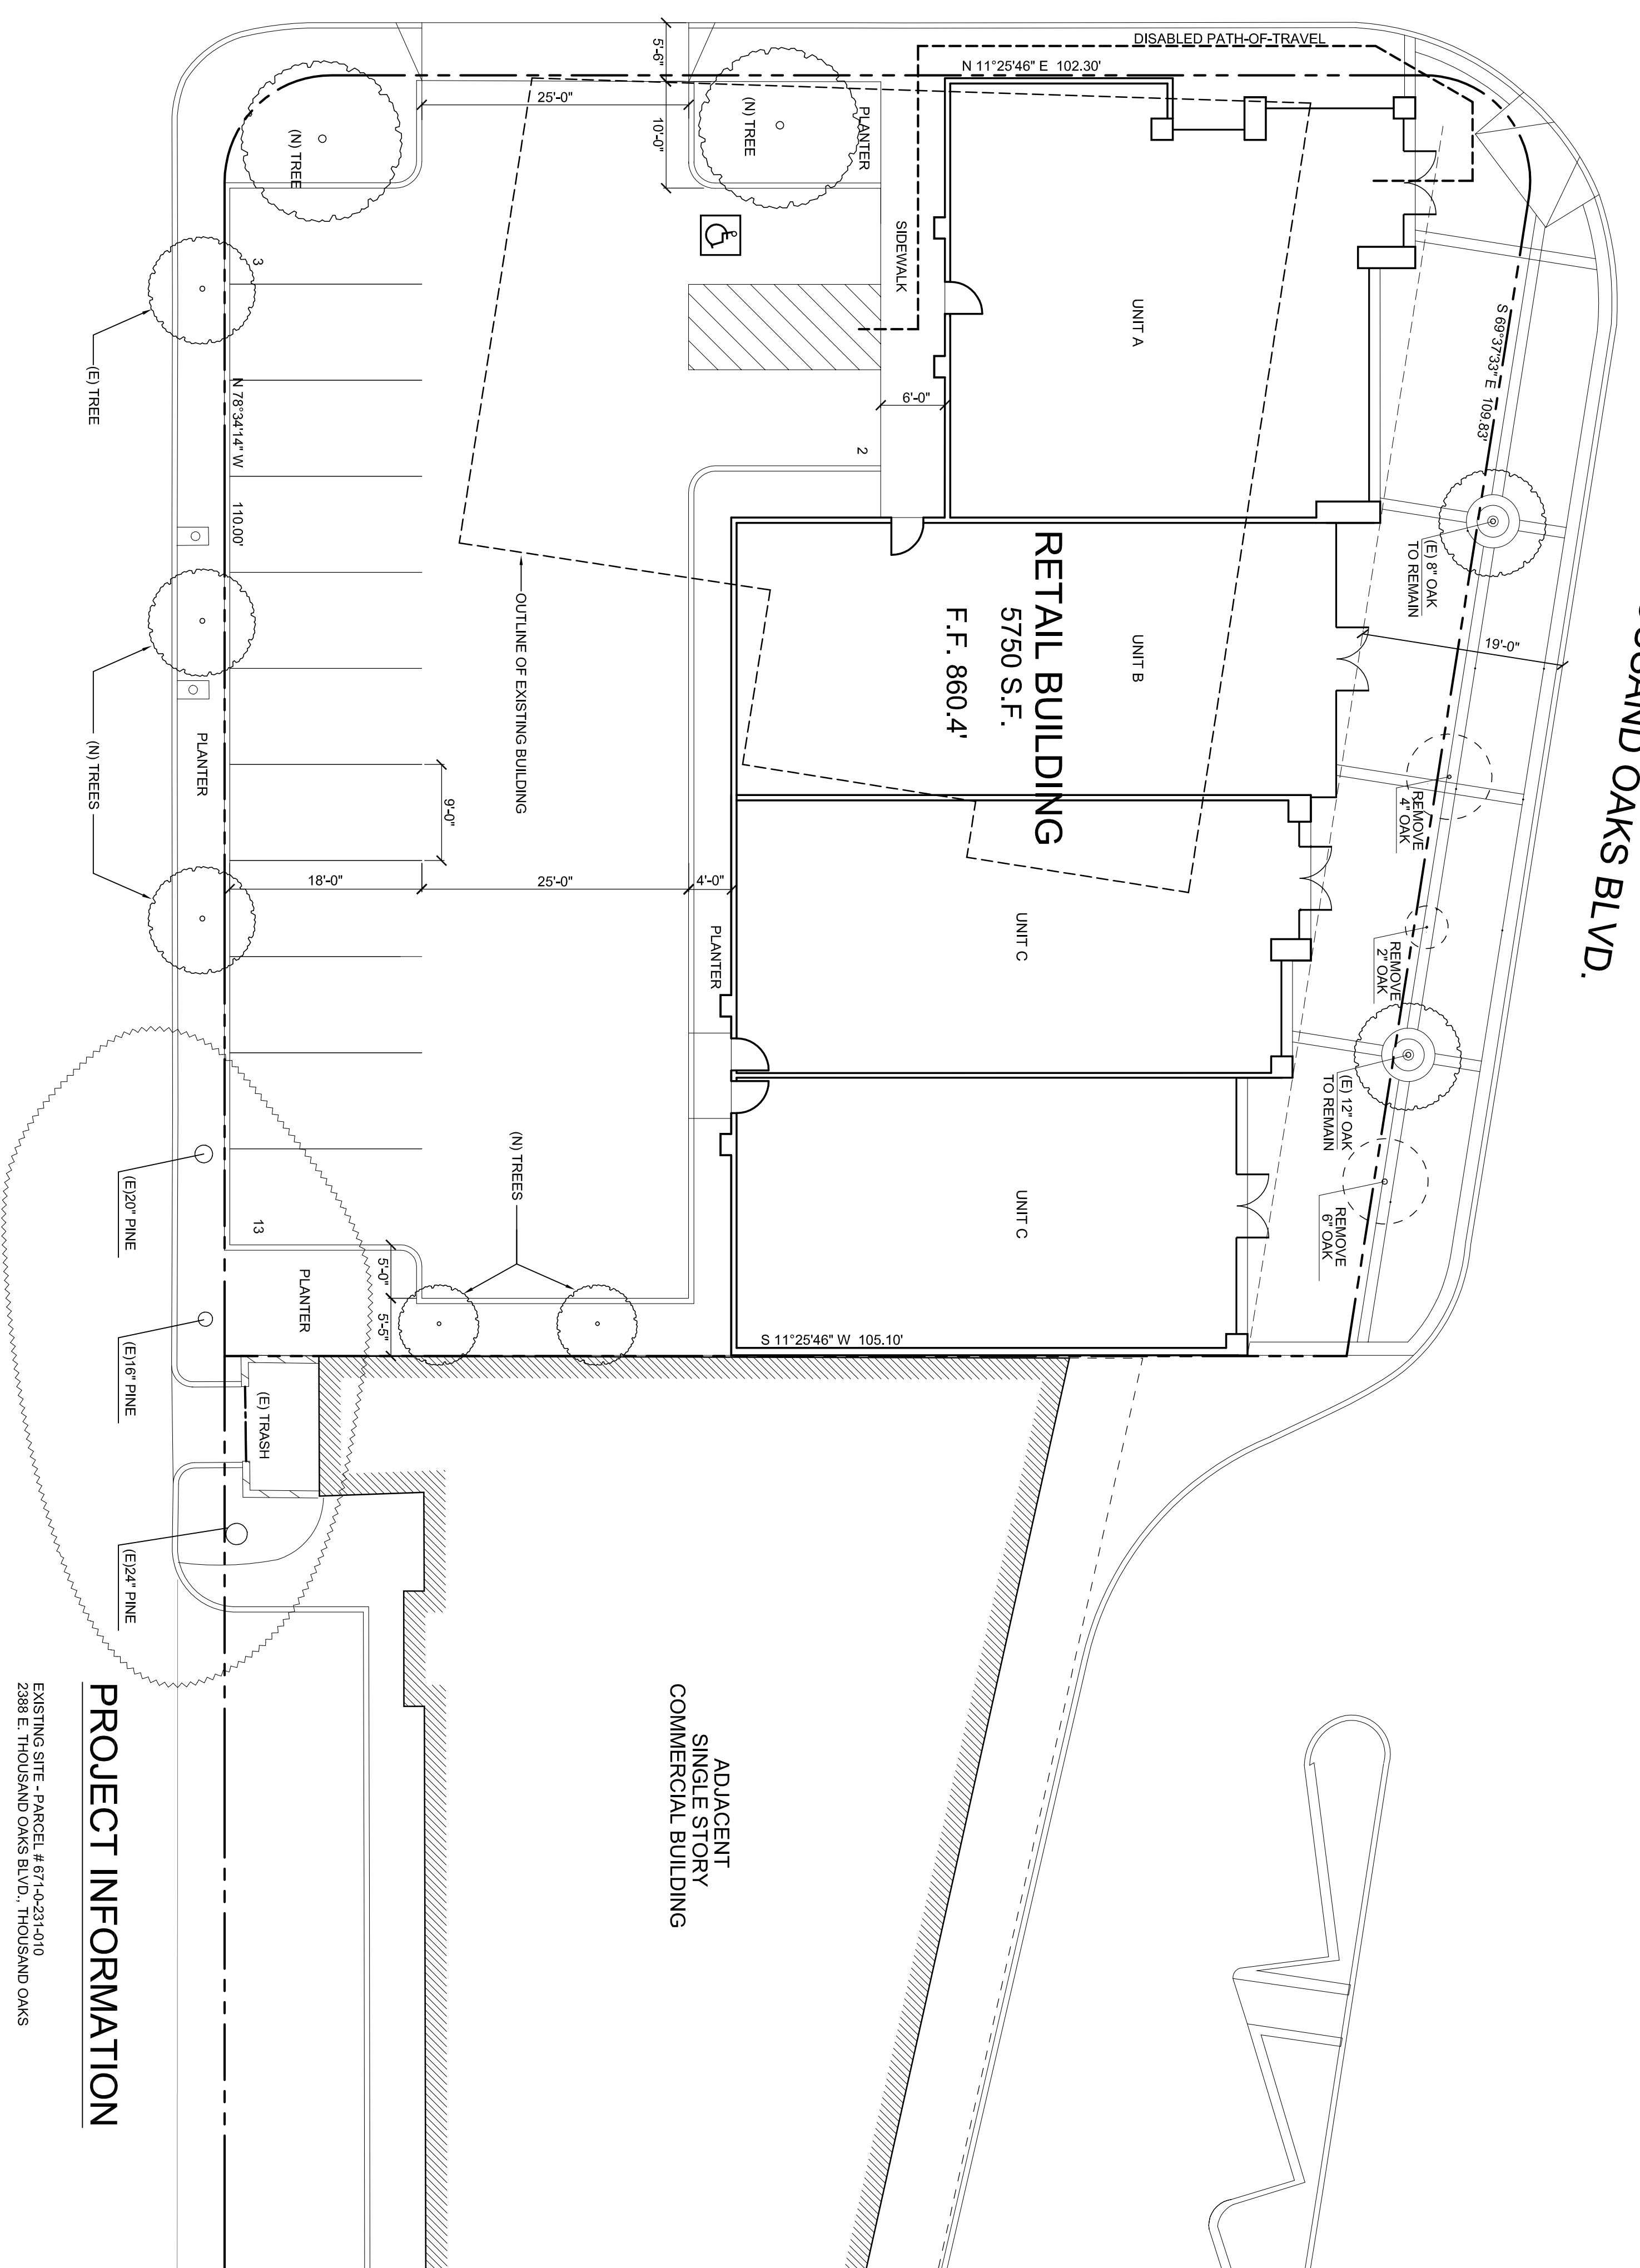 OAKS BLVD.
DISABLED PATH-OF-TRAVEL
N 11°25'46" E 102.30'
S 69°37'33" E 109.83'
5'-6"
25'-0"
10'-0"
(N) TREE
(N) TREE
PLANTER
SIDEWALK
3
(E) TREE
UNIT A
6'-0"
2
N 78°34'14" W 110.00'
(E) 8" OAK
TO REMAIN
19'-0"
RETAIL BUILDING
5750 S.F.
F.F. 860.4'
UNIT B
OUTLINE OF EXISTING BUILDING
REMOVE
4" OAK
(N) TREES
PLANTER
9'-0"
18'-0"
25'-0"
4'-0"
PLANTER
UNIT C
REMOVE
2" OAK
(E) 12" OAK
TO REMAIN
REMOVE
6" OAK
UNIT C
(N) TREES
(E)20" PINE
13
PLANTER
5'-0"
5'-5"
S 11°25'46" W 105.10'
(E)16" PINE
(E) TRASH
(E)24" PINE
ADJACENT
SINGLE STORY
COMMERCIAL BUILDING
PROJECT INFORMATION
EXISTING SITE - PARCEL # 671-0-231-010
2388 E. THOUSAND OAKS BLVD., THOUSAND OAKS